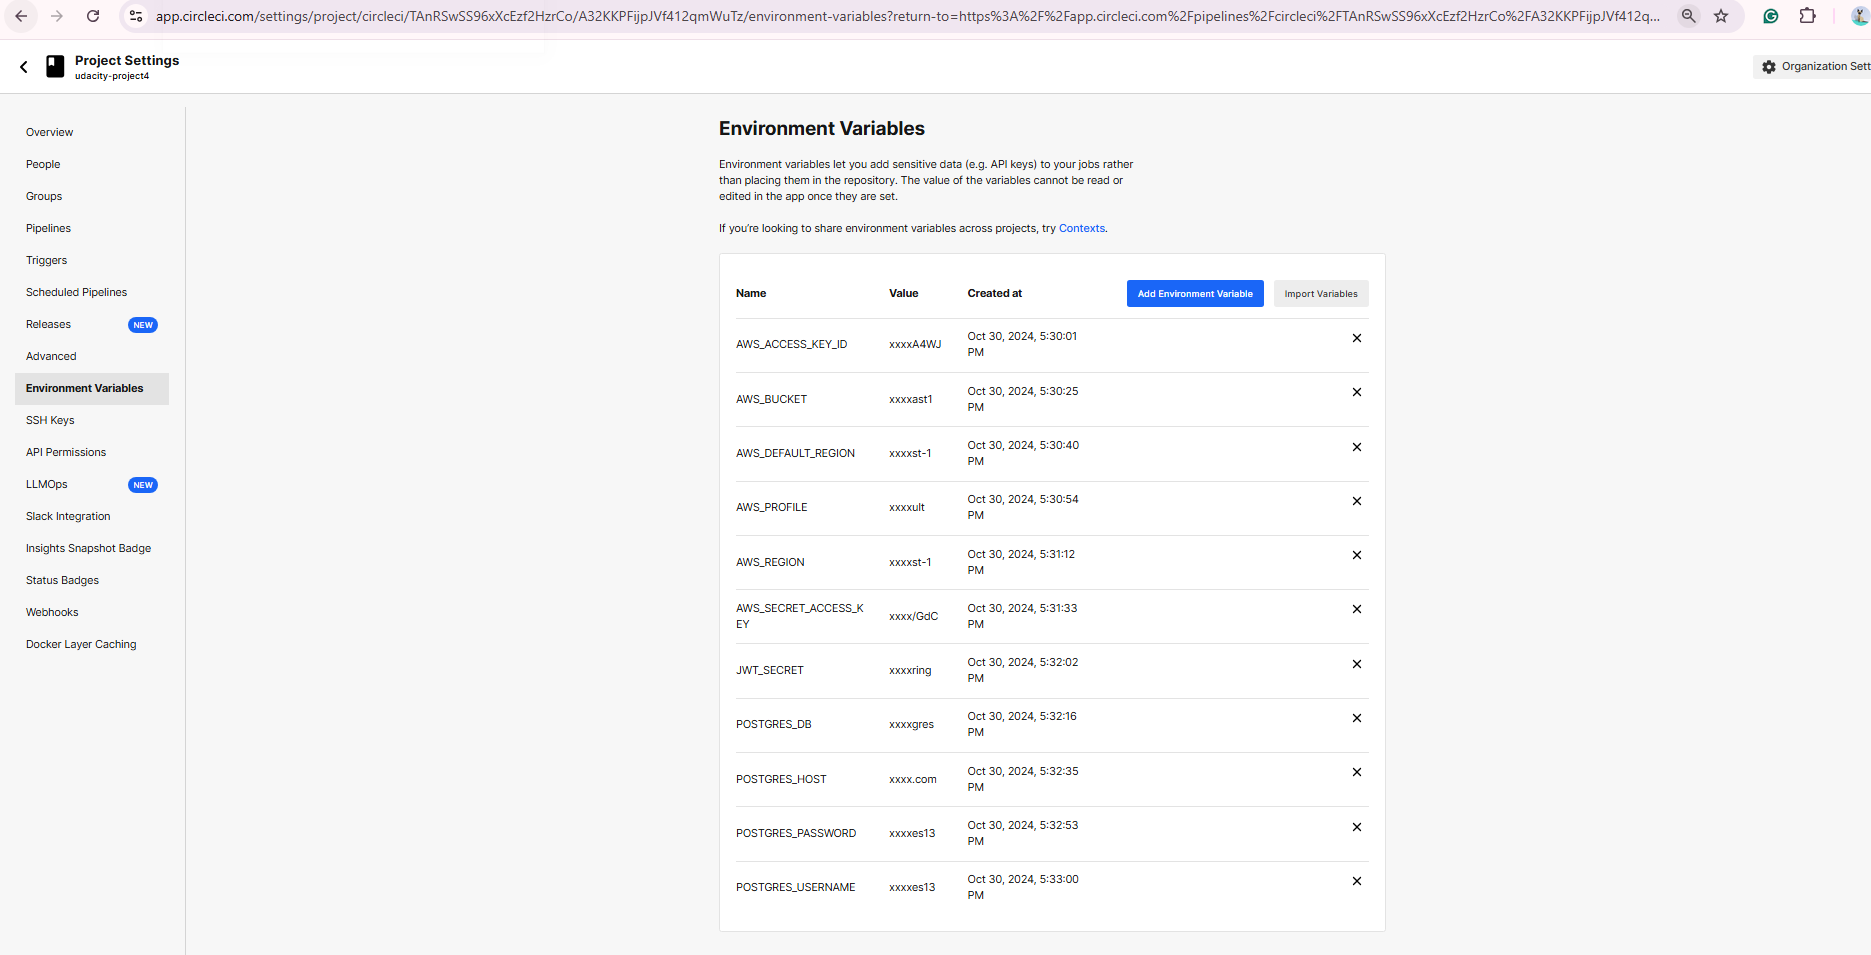 app.circleci.com/settings/project/circleci/TAnRSwSS96xXcEzf2HzrCo/A32KKPFijpJVf412qmWuTz/environment-variables?return-to=https%3A%2F%2Fapp.circleci.com%2Fpipelines%2Fcircleci%2FTAnRSwSS96xXcEzf2HzrCo%2FA32KKPFijpJVf412q...
Project Settings
udacity-project4
Organization Sett
Overview
People
Groups
Pipelines
Triggers
Scheduled Pipelines
Releases NEW
Advanced
Environment Variables
SSH Keys
API Permissions
LLMOps NEW
Slack Integration
Insights Snapshot Badge
Status Badges
Webhooks
Docker Layer Caching
Environment Variables
Environment variables let you add sensitive data (e.g. API keys) to your jobs rather
than placing them in the repository. The value of the variables cannot be read or
edited in the app once they are set.
If you're looking to share environment variables across projects, try Contexts.
Name Value Created at Add Environment Variable Import Variables
AWS_ACCESS_KEY_ID xxxxA4WJ Oct 30, 2024, 5:30:01
PM
AWS_BUCKET xxxxast1 Oct 30, 2024, 5:30:25
PM
AWS_DEFAULT_REGION xxxxst-1 Oct 30, 2024, 5:30:40
PM
AWS_PROFILE xxxxult Oct 30, 2024, 5:30:54
PM
AWS_REGION xxxxst-1 Oct 30, 2024, 5:31:12
PM
AWS_SECRET_ACCESS_K xxxx/GdC Oct 30, 2024, 5:31:33
EY PM
JWT_SECRET xxxxring Oct 30, 2024, 5:32:02
PM
POSTGRES_DB xxxxgres Oct 30, 2024, 5:32:16
PM
POSTGRES_HOST xxxx.com Oct 30, 2024, 5:32:35
PM
POSTGRES_PASSWORD xxxxes13 Oct 30, 2024, 5:32:53
PM
POSTGRES_USERNAME xxxxes13 Oct 30, 2024, 5:33:00
PM